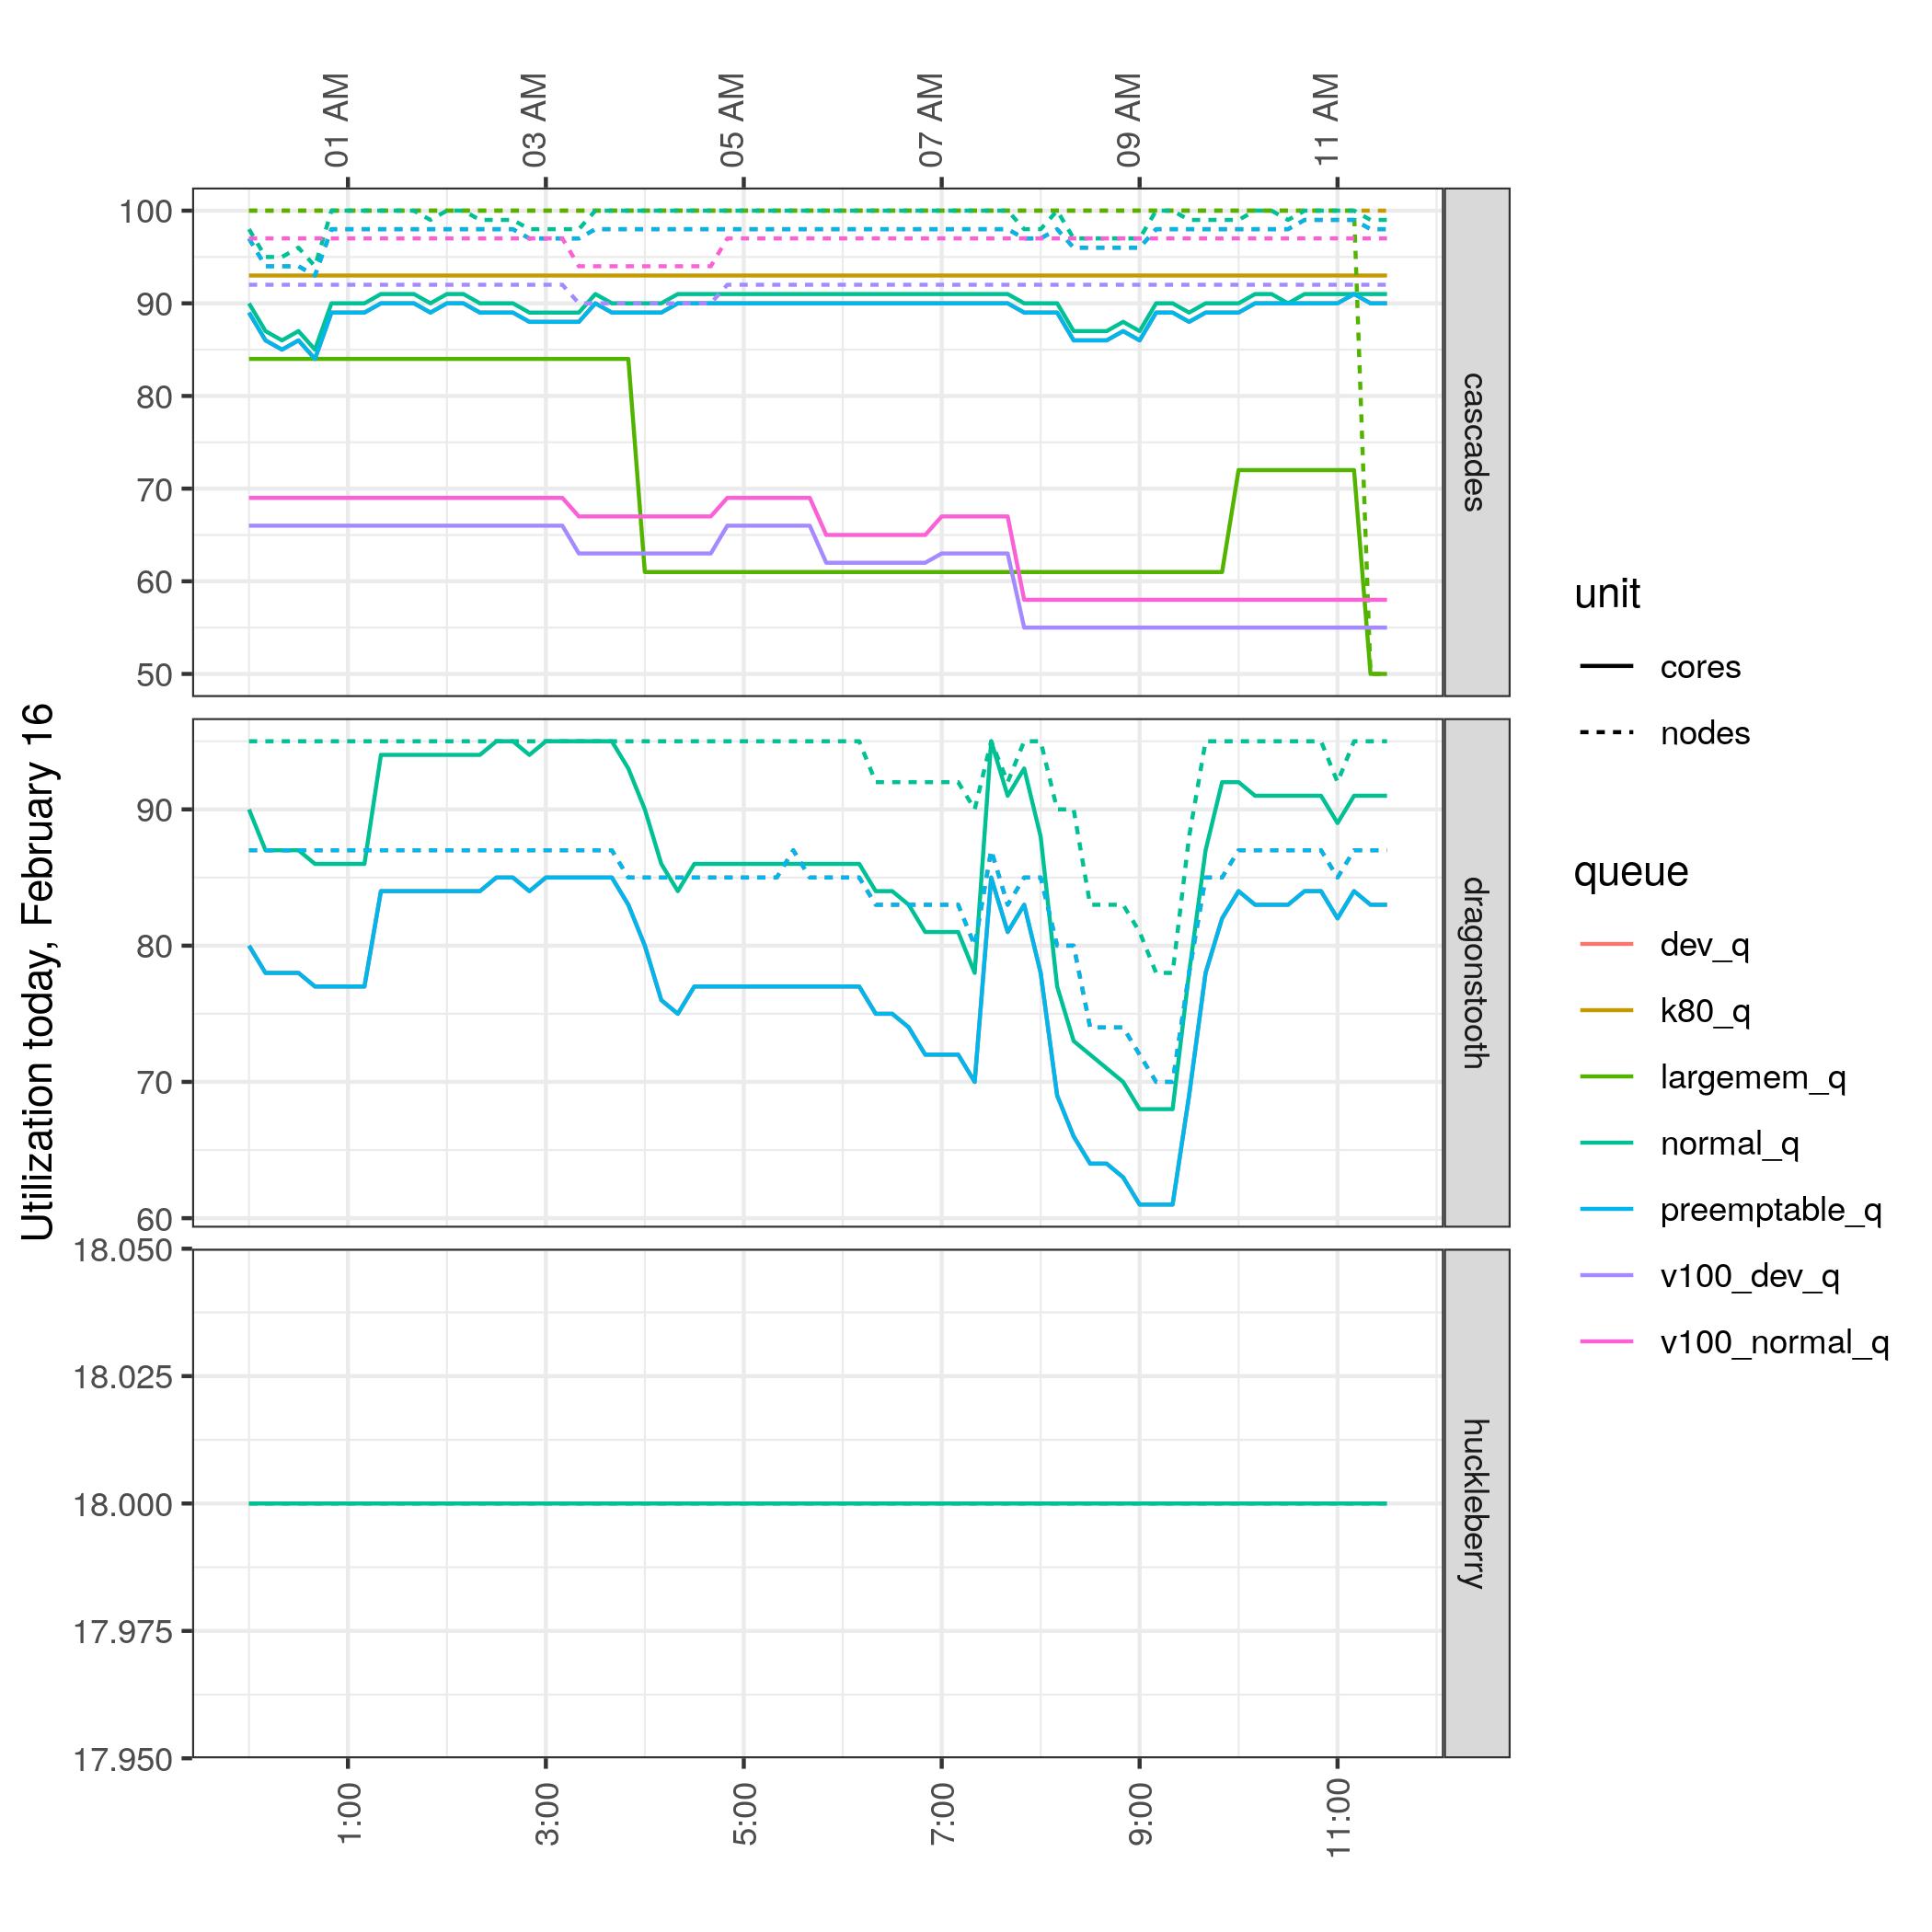 01 AM
03 AM
05 AM
07 AM
09 AM
11 AM
Utilization today, February 16
100
90
80
70
60
50
cascades
90
80
70
60
dragonstooth
18.050
18.025
18.000
17.975
17.950
huckleberry
1:00
3:00
5:00
7:00
9:00
11:00
unit
cores
nodes
queue
dev_q
k80_q
largemem_q
normal_q
preemptable_q
v100_dev_q
v100_normal_q